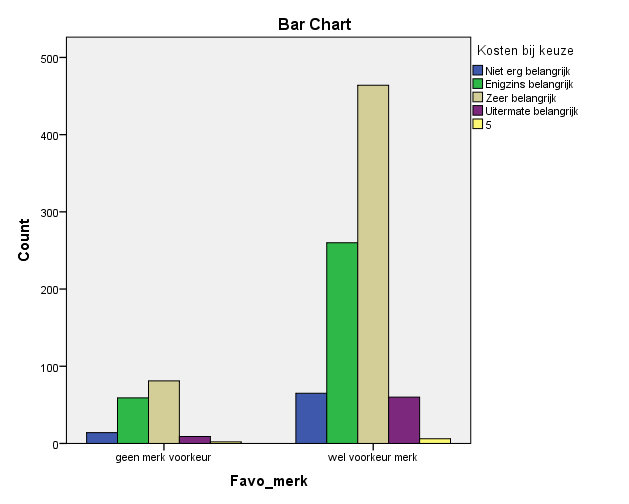 Bar Chart
Kosten bij keuze
Niet erg belangrijk
Enigzins belangrijk
Zeer belangrijk
Uitermate belangrijk
5
Count
500
400
300
200
100
0
geen merk voorkeur
wel voorkeur merk
Favo_merk